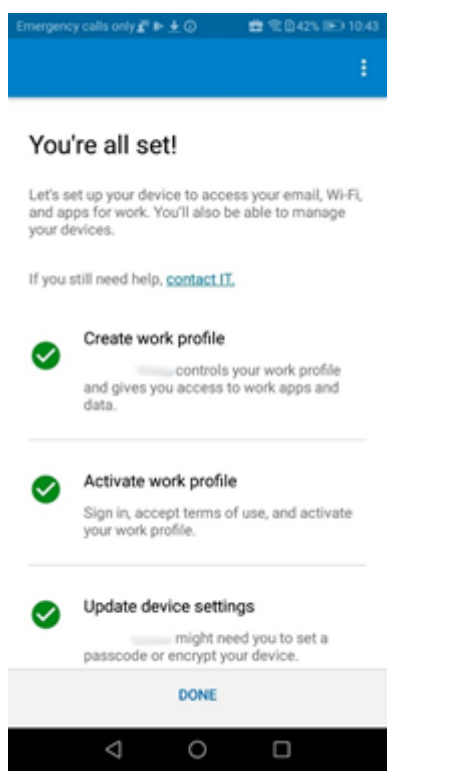 Emergency calls only 42% 10:43
You're all set!
Let's set up your device to access your email, Wi-Fi,
and apps for work. You'll also be able to manage
your devices.
If you still need help, contact IT.
Create work profile
controls your work profile
and gives you access to work apps and
data.
Activate work profile
Sign in, accept terms of use, and activate
your work profile.
Update device settings
might need you to set a
passcode or encrypt your device.
DONE